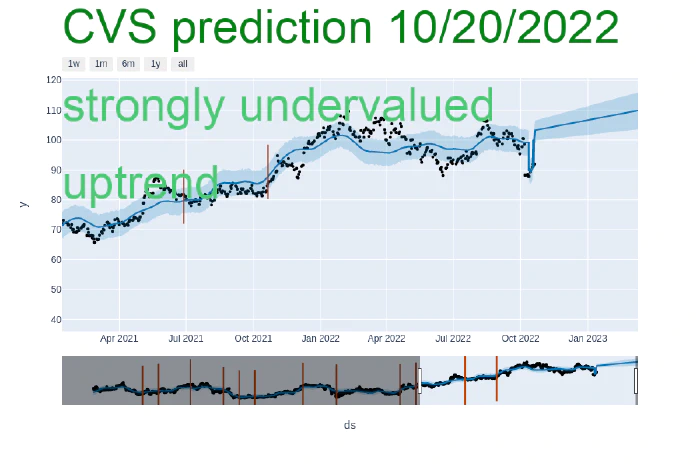 CVS prediction 10/20/2022
1w 1m 6m 1y all
120
strongly undervalued
110
100
90
uptrend
80
y
70
60
50
40
Apr 2021 Jul 2021 Oct 2021 Jan 2022 Apr 2022 Jul 2022 Oct 2022 Jan 2023
ds